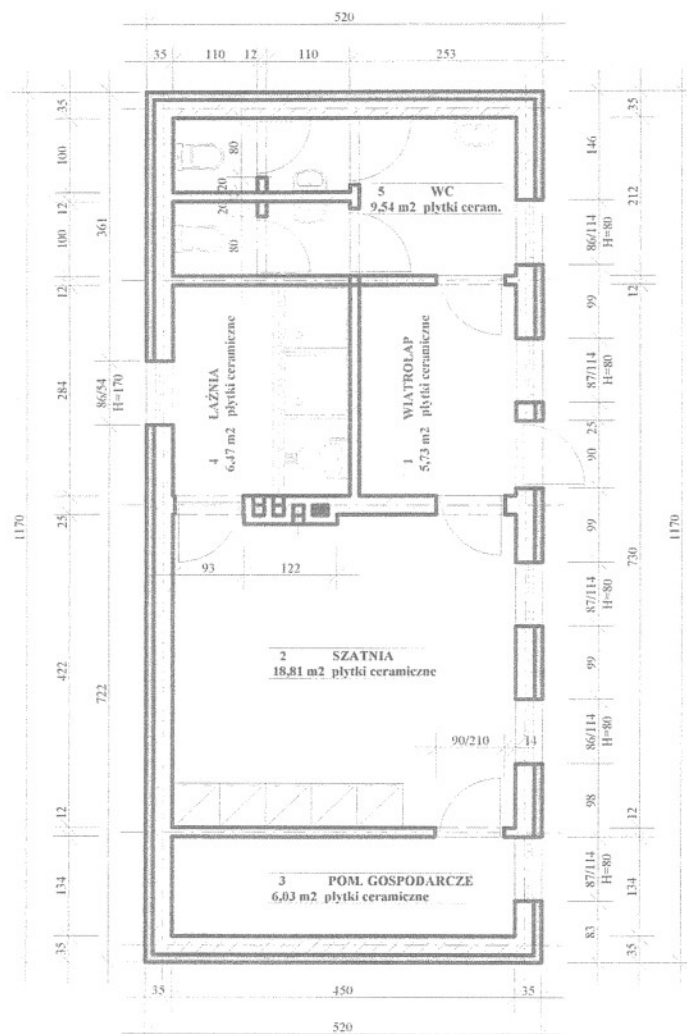 520
35 110 12 110 253
35
100
12
100
12
284
25
422
12
134
35
361
722
1170
86/54
H=170
80
20
20
80
5 WC
9,54 m2 płytki ceram.
ŁAŹNIA
4 6,47 m2 płytki ceramiczne
WIATROŁAP
1 5,73 m2 płytki ceramiczne
93 122
2 SZATNIA
18,81 m2 płytki ceramiczne
90/210 14
3 POM. GOSPODARCZE
6,03 m2 płytki ceramiczne
146
86/114
H=80
99
87/114
H=80
25
90
99
87/114
H=80
99
86/114
H=80
98
87/114
H=80
83
35
212
12
730
12
134
35
1170
35 450 35
520